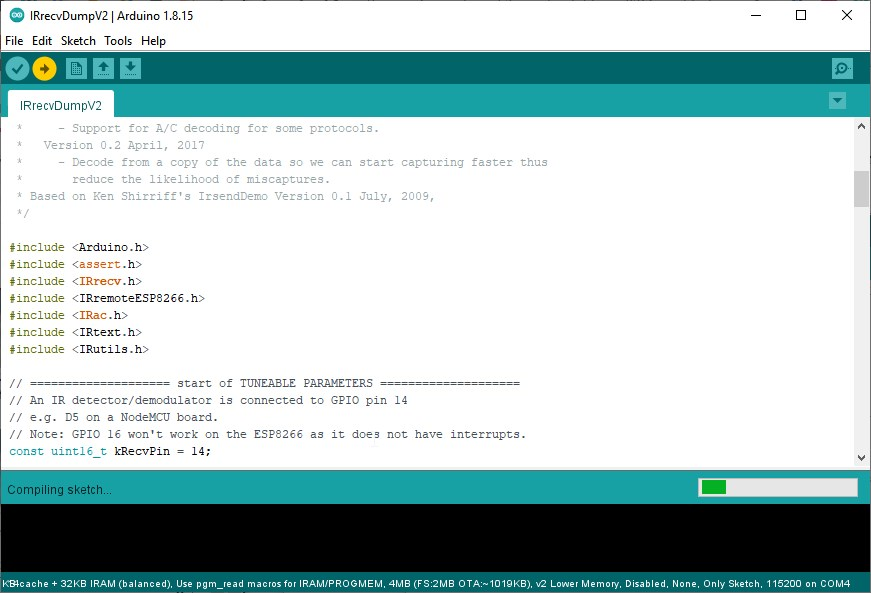 IRrecvDumpV2 | Arduino 1.8.15
File Edit Sketch Tools Help
IRrecvDumpV2
*     - Support for A/C decoding for some protocols.
*   Version 0.2 April, 2017
*     - Decode from a copy of the data so we can start capturing faster thus
*       reduce the likelihood of miscaptures.
* Based on Ken Shirriff's IrsendDemo Version 0.1 July, 2009,
*/
#include <Arduino.h>
#include <assert.h>
#include <IRrecv.h>
#include <IRremoteESP8266.h>
#include <IRac.h>
#include <IRtext.h>
#include <IRutils.h>
// ==================== start of TUNEABLE PARAMETERS ====================
// An IR detector/demodulator is connected to GPIO pin 14
// e.g. D5 on a NodeMCU board.
// Note: GPIO 16 won't work on the ESP8266 as it does not have interrupts.
const uint16_t kRecvPin = 14;
Compiling sketch...
cache + 32KB IRAM (balanced), Use pgm_read macros for IRAM/PROGMEM, 4MB (FS:2MB OTA:~1019KB), v2 Lower Memory, Disabled, None, Only Sketch, 115200 on COM4